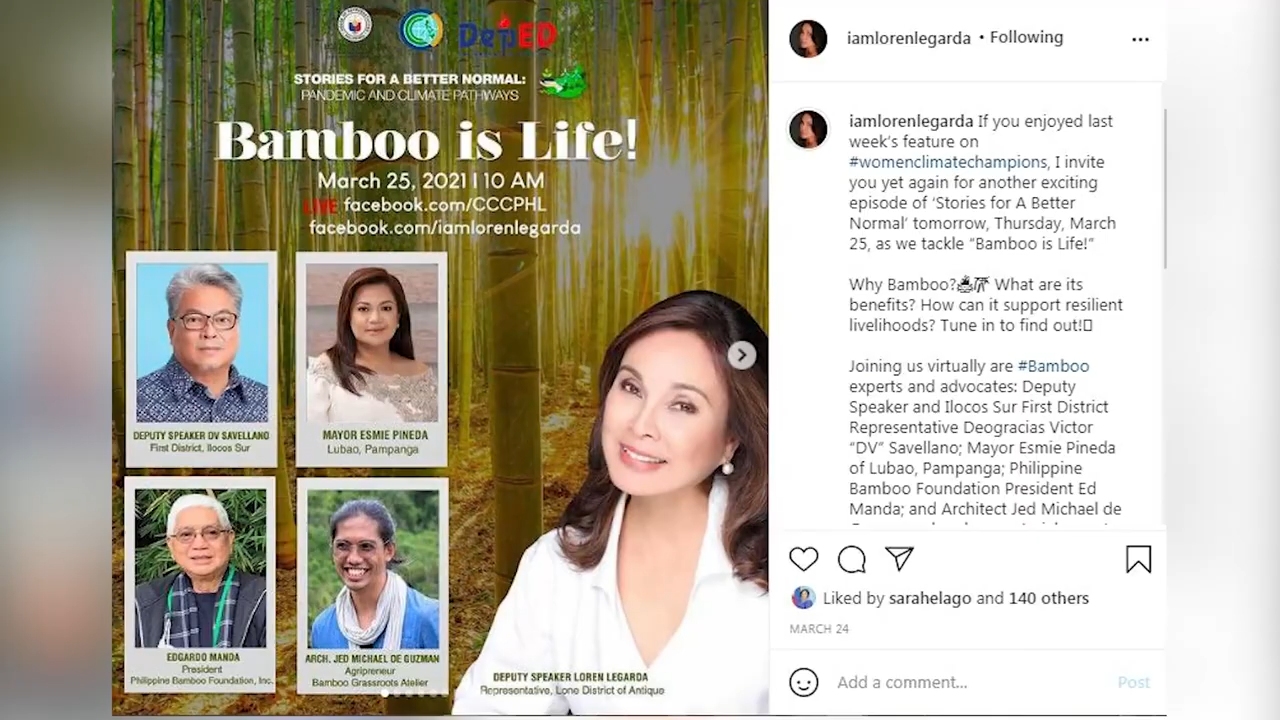 DepED
STORIES FOR A BETTER NORMAL:
PANDEMIC AND CLIMATE PATHWAYS
Bamboo is Life!
March 25, 2021 | 10 AM
LIVE facebook.com/CCCPHL
facebook.com/iamlorenlegarda
DEPUTY SPEAKER DV SAVELLANO
First District, Ilocos Sur
MAYOR ESMIE PINEDA
Lubao, Pampanga
EDGARDO MANDA
President
Philippine Bamboo Foundation, Inc.
ARCH. JED MICHAEL DE GUZMAN
Agripreneur
Bamboo Grassroots Atelier
DEPUTY SPEAKER LOREN LEGARDA
Representative, Lone District of Antique
iamlorenlegarda • Following
iamlorenlegarda If you enjoyed last
week's feature on
#womenclimatechampions, I invite
you yet again for another exciting
episode of 'Stories for A Better
Normal' tomorrow, Thursday, March
25, as we tackle "Bamboo is Life!"
Why Bamboo? What are its
benefits? How can it support resilient
livelihoods? Tune in to find out!
Joining us virtually are #Bamboo
experts and advocates: Deputy
Speaker and Ilocos Sur First District
Representative Deogracias Victor
"DV" Savellano; Mayor Esmie Pineda
of Lubao, Pampanga; Philippine
Bamboo Foundation President Ed
Manda; and Architect Jed Michael de
Liked by sarahelago and 140 others
MARCH 24
Add a comment...
Post